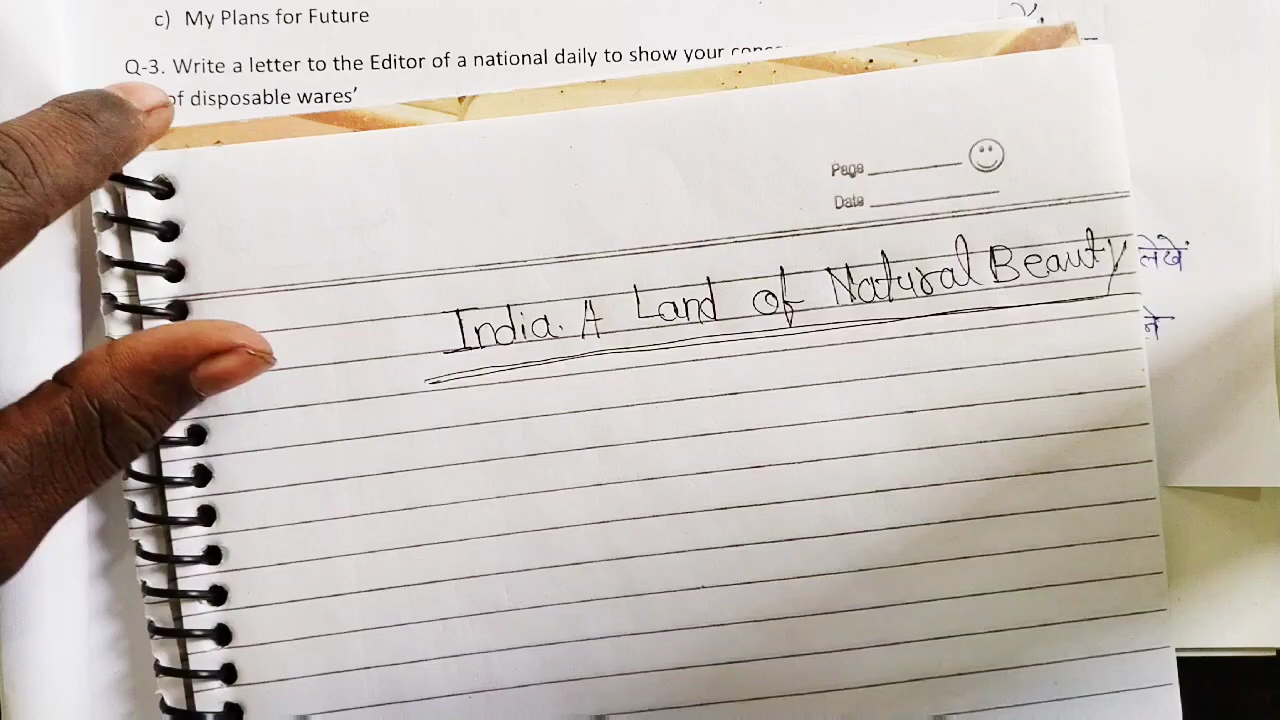 c) My Plans for Future
Q-3. Write a letter to the Editor of a national daily to show your
of disposable wares'
Page
Date
India. A Land of Natural Beauty
लेखें
ने